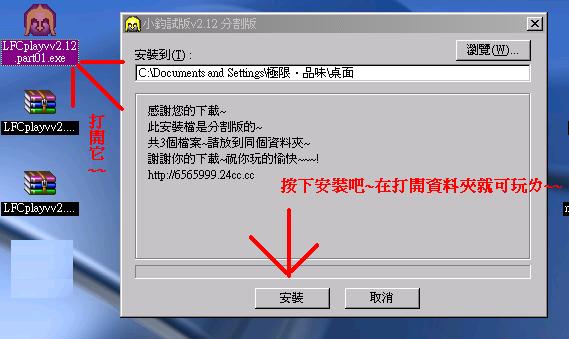 LFCplayvv2.12
.part01.exe
LFCplayvv2....
LFCplayvv2....
打開它~~
小鈞試版v2.12 分割版
安裝到(T)：
瀏覽(W)...
C:\Documents and Settings\極限‧品味\桌面
感謝您的下載~
此安裝檔是分割版的~
共3個檔案~請放到同個資料夾~
謝謝你的下載~祝你玩的愉快~~~!
http://6565999.24cc.cc
按下安裝吧~在打開資料夾就可玩ㄌ~~
安裝
取消